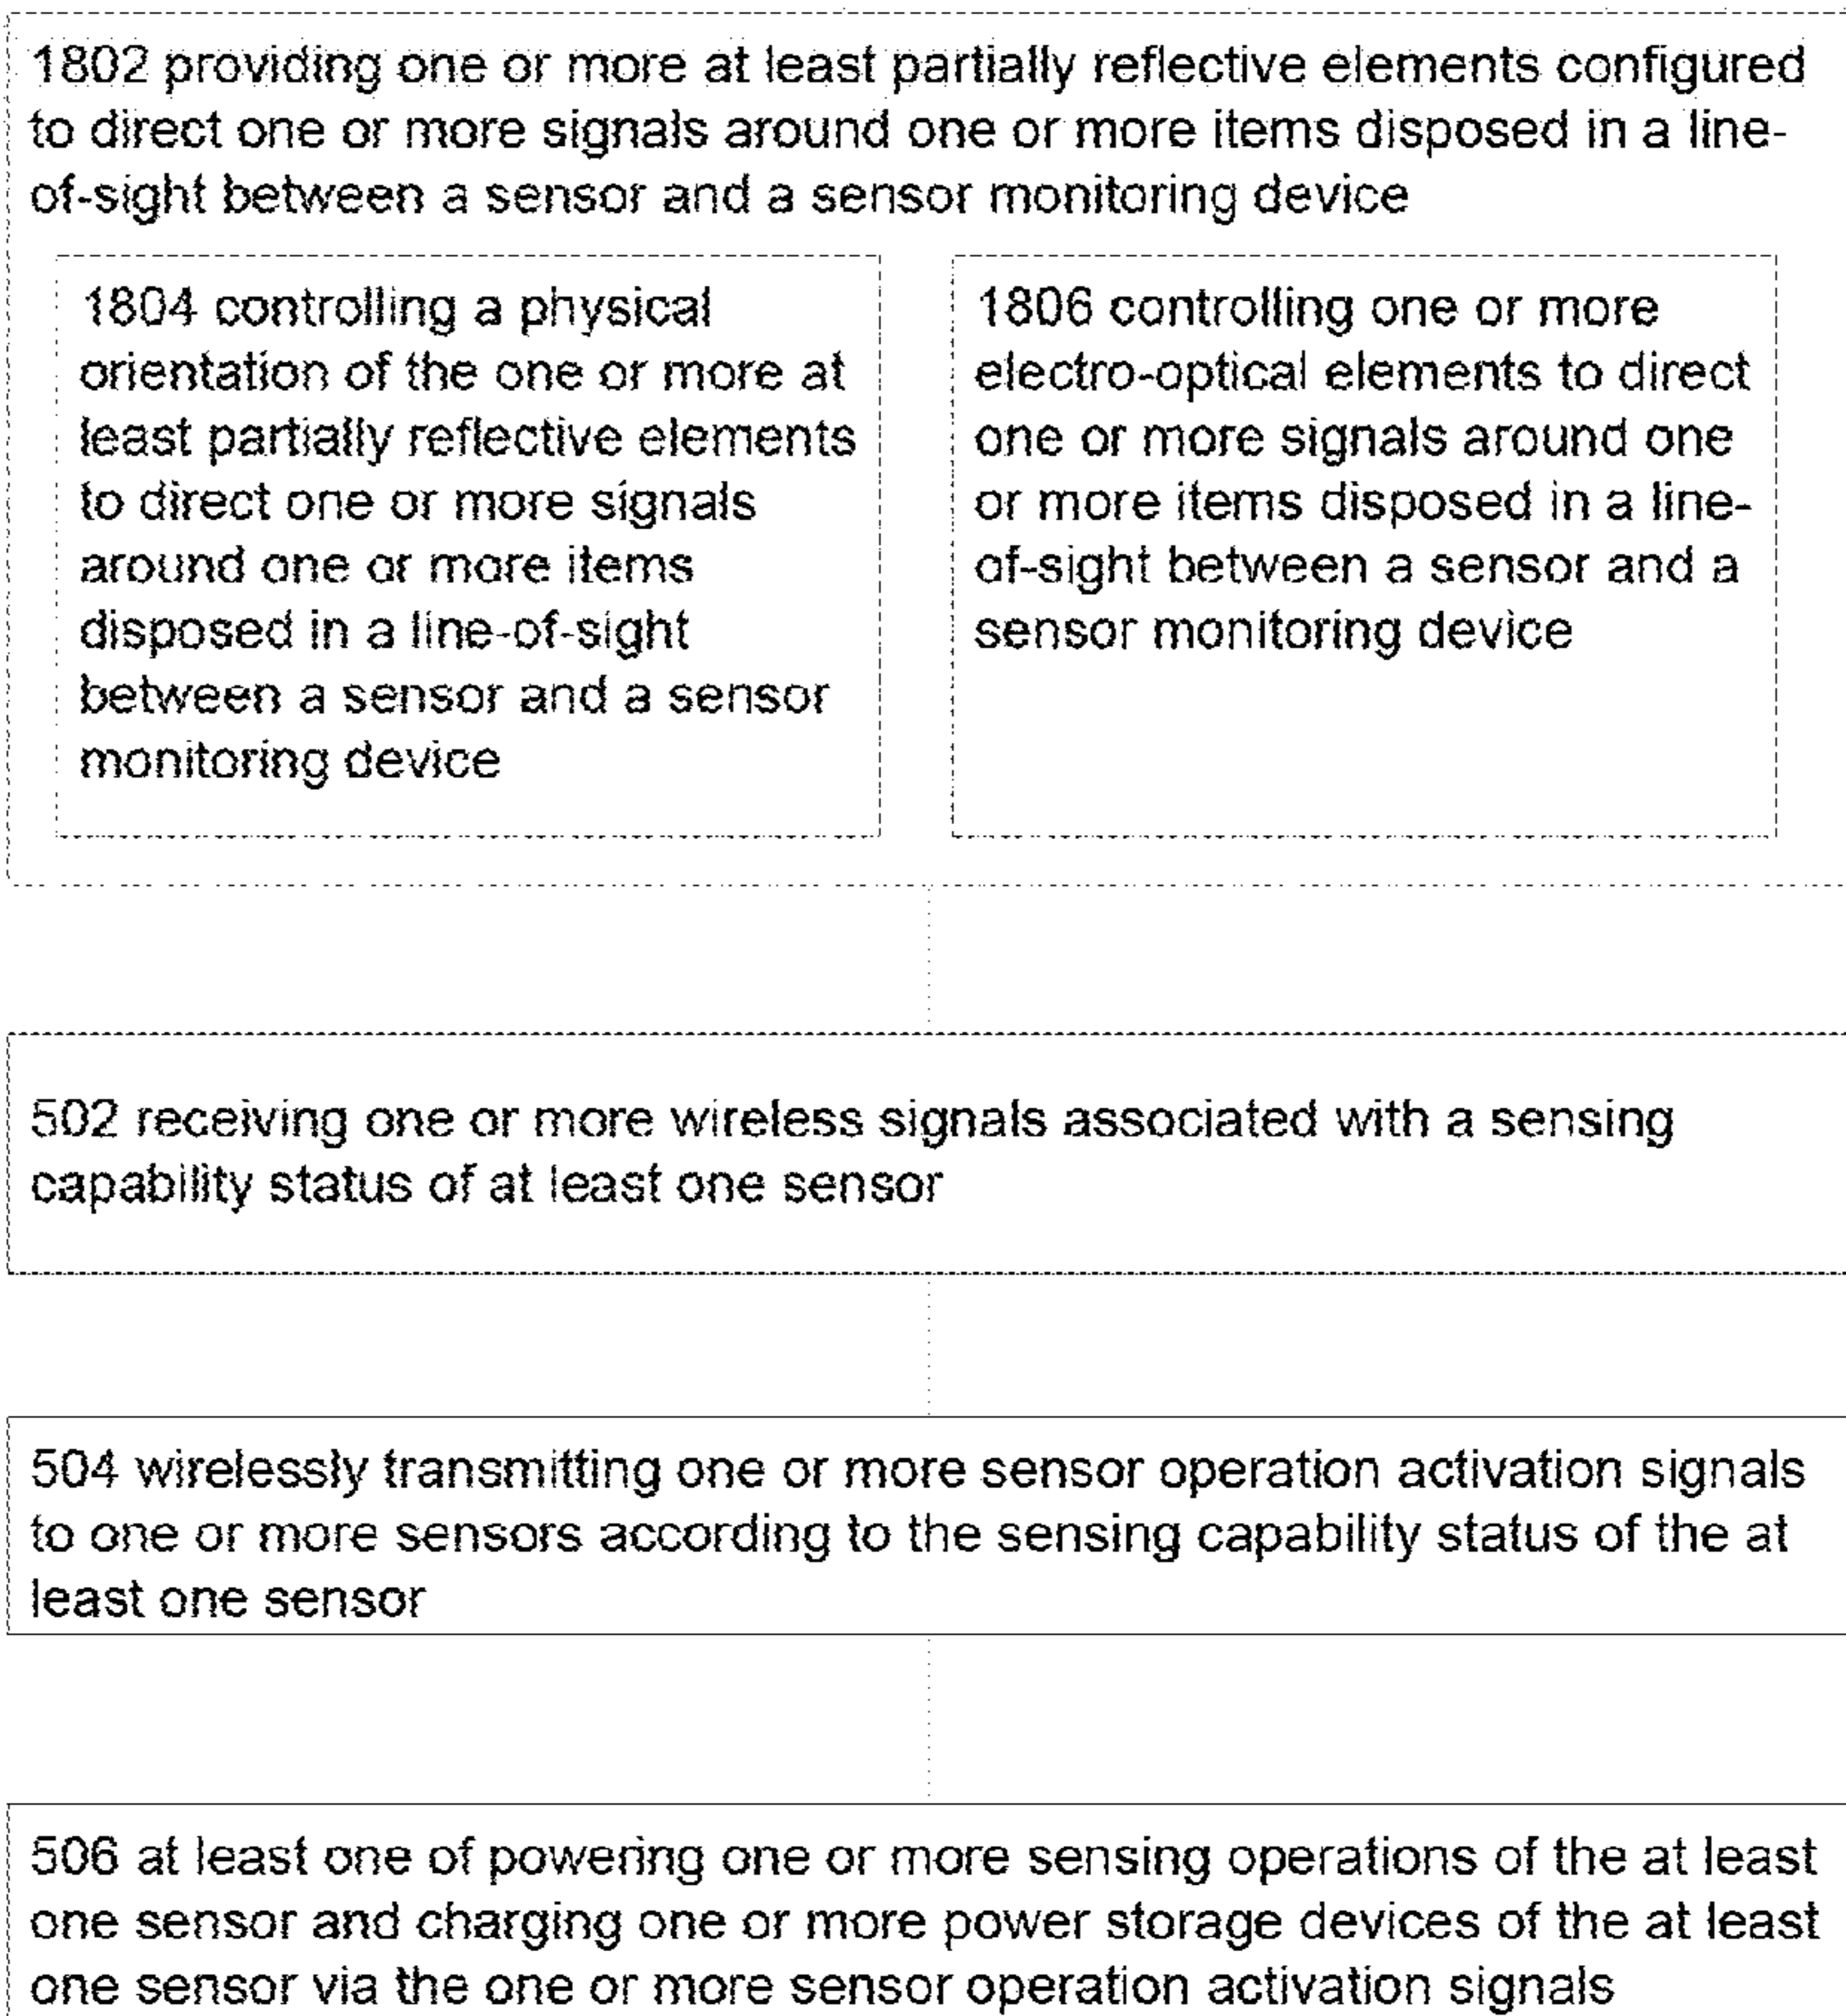 1802 providing one or more at least partially reflective elements configured
to direct one or more signals around one or more items disposed in a line-
of-sight between a sensor and a sensor monitoring device
1804 controlling a physical
orientation of the one or more at
least partially reflective elements
to direct one or more signals
around one or more items
disposed in a line-of-sight
between a sensor and a sensor
monitoring device
1806 controlling one or more
electro-optical elements to direct
one or more signals around one
or more items disposed in a line-
of-sight between a sensor and a
sensor monitoring device
502 receiving one or more wireless signals associated with a sensing
capability status of at least one sensor
504 wirelessly transmitting one or more sensor operation activation signals
to one or more sensors according to the sensing capability status of the at
least one sensor
506 at least one of powering one or more sensing operations of the at least
one sensor and charging one or more power storage devices of the at least
one sensor via the one or more sensor operation activation signals